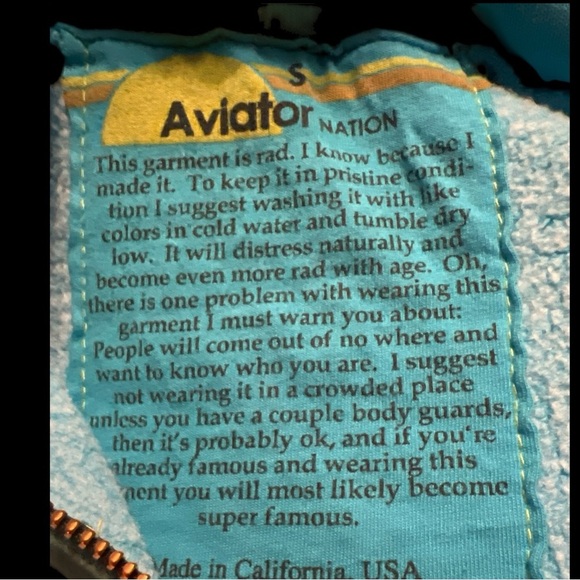 S
Aviator NATION
This garment is rad. I know because I
made it. To keep it in pristine condi-
tion I suggest washing it with like
colors in cold water and tumble dry
low. It will distress naturally and
become even more rad with age. Oh,
there is one problem with wearing this
garment I must warn you about:
People will come out of no where and
want to know who you are. I suggest
not wearing it in a crowded place
unless you have a couple body guards,
then it's probably ok, and if you're
already famous and wearing this
ment you will most likely become
super famous.
Made in California, USA